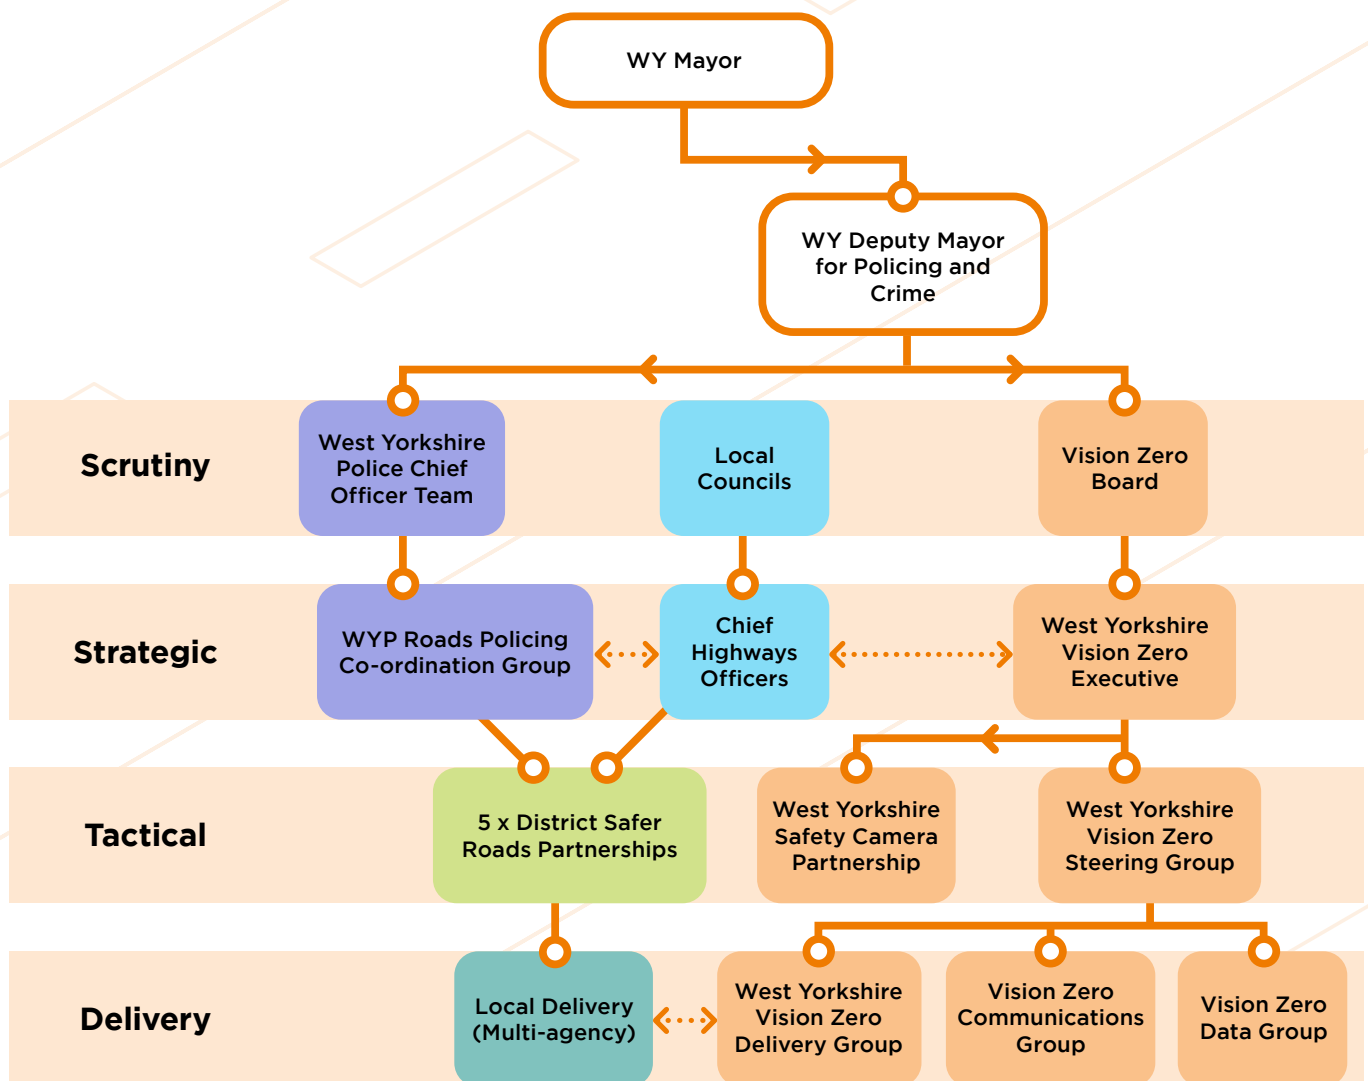 WY Mayor
WY Deputy Mayor
for Policing and
Crime
Scrutiny
West Yorkshire
Police Chief
Officer Team
Local
Councils
Vision Zero
Board
Strategic
WYP Roads Policing
Co-ordination Group
Chief
Highways
Officers
West Yorkshire
Vision Zero
Executive
Tactical
5 x District Safer
Roads Partnerships
West Yorkshire
Safety Camera
Partnership
West Yorkshire
Vision Zero
Steering Group
Delivery
Local Delivery
(Multi-agency)
West Yorkshire
Vision Zero
Delivery Group
Vision Zero
Communications
Group
Vision Zero
Data Group